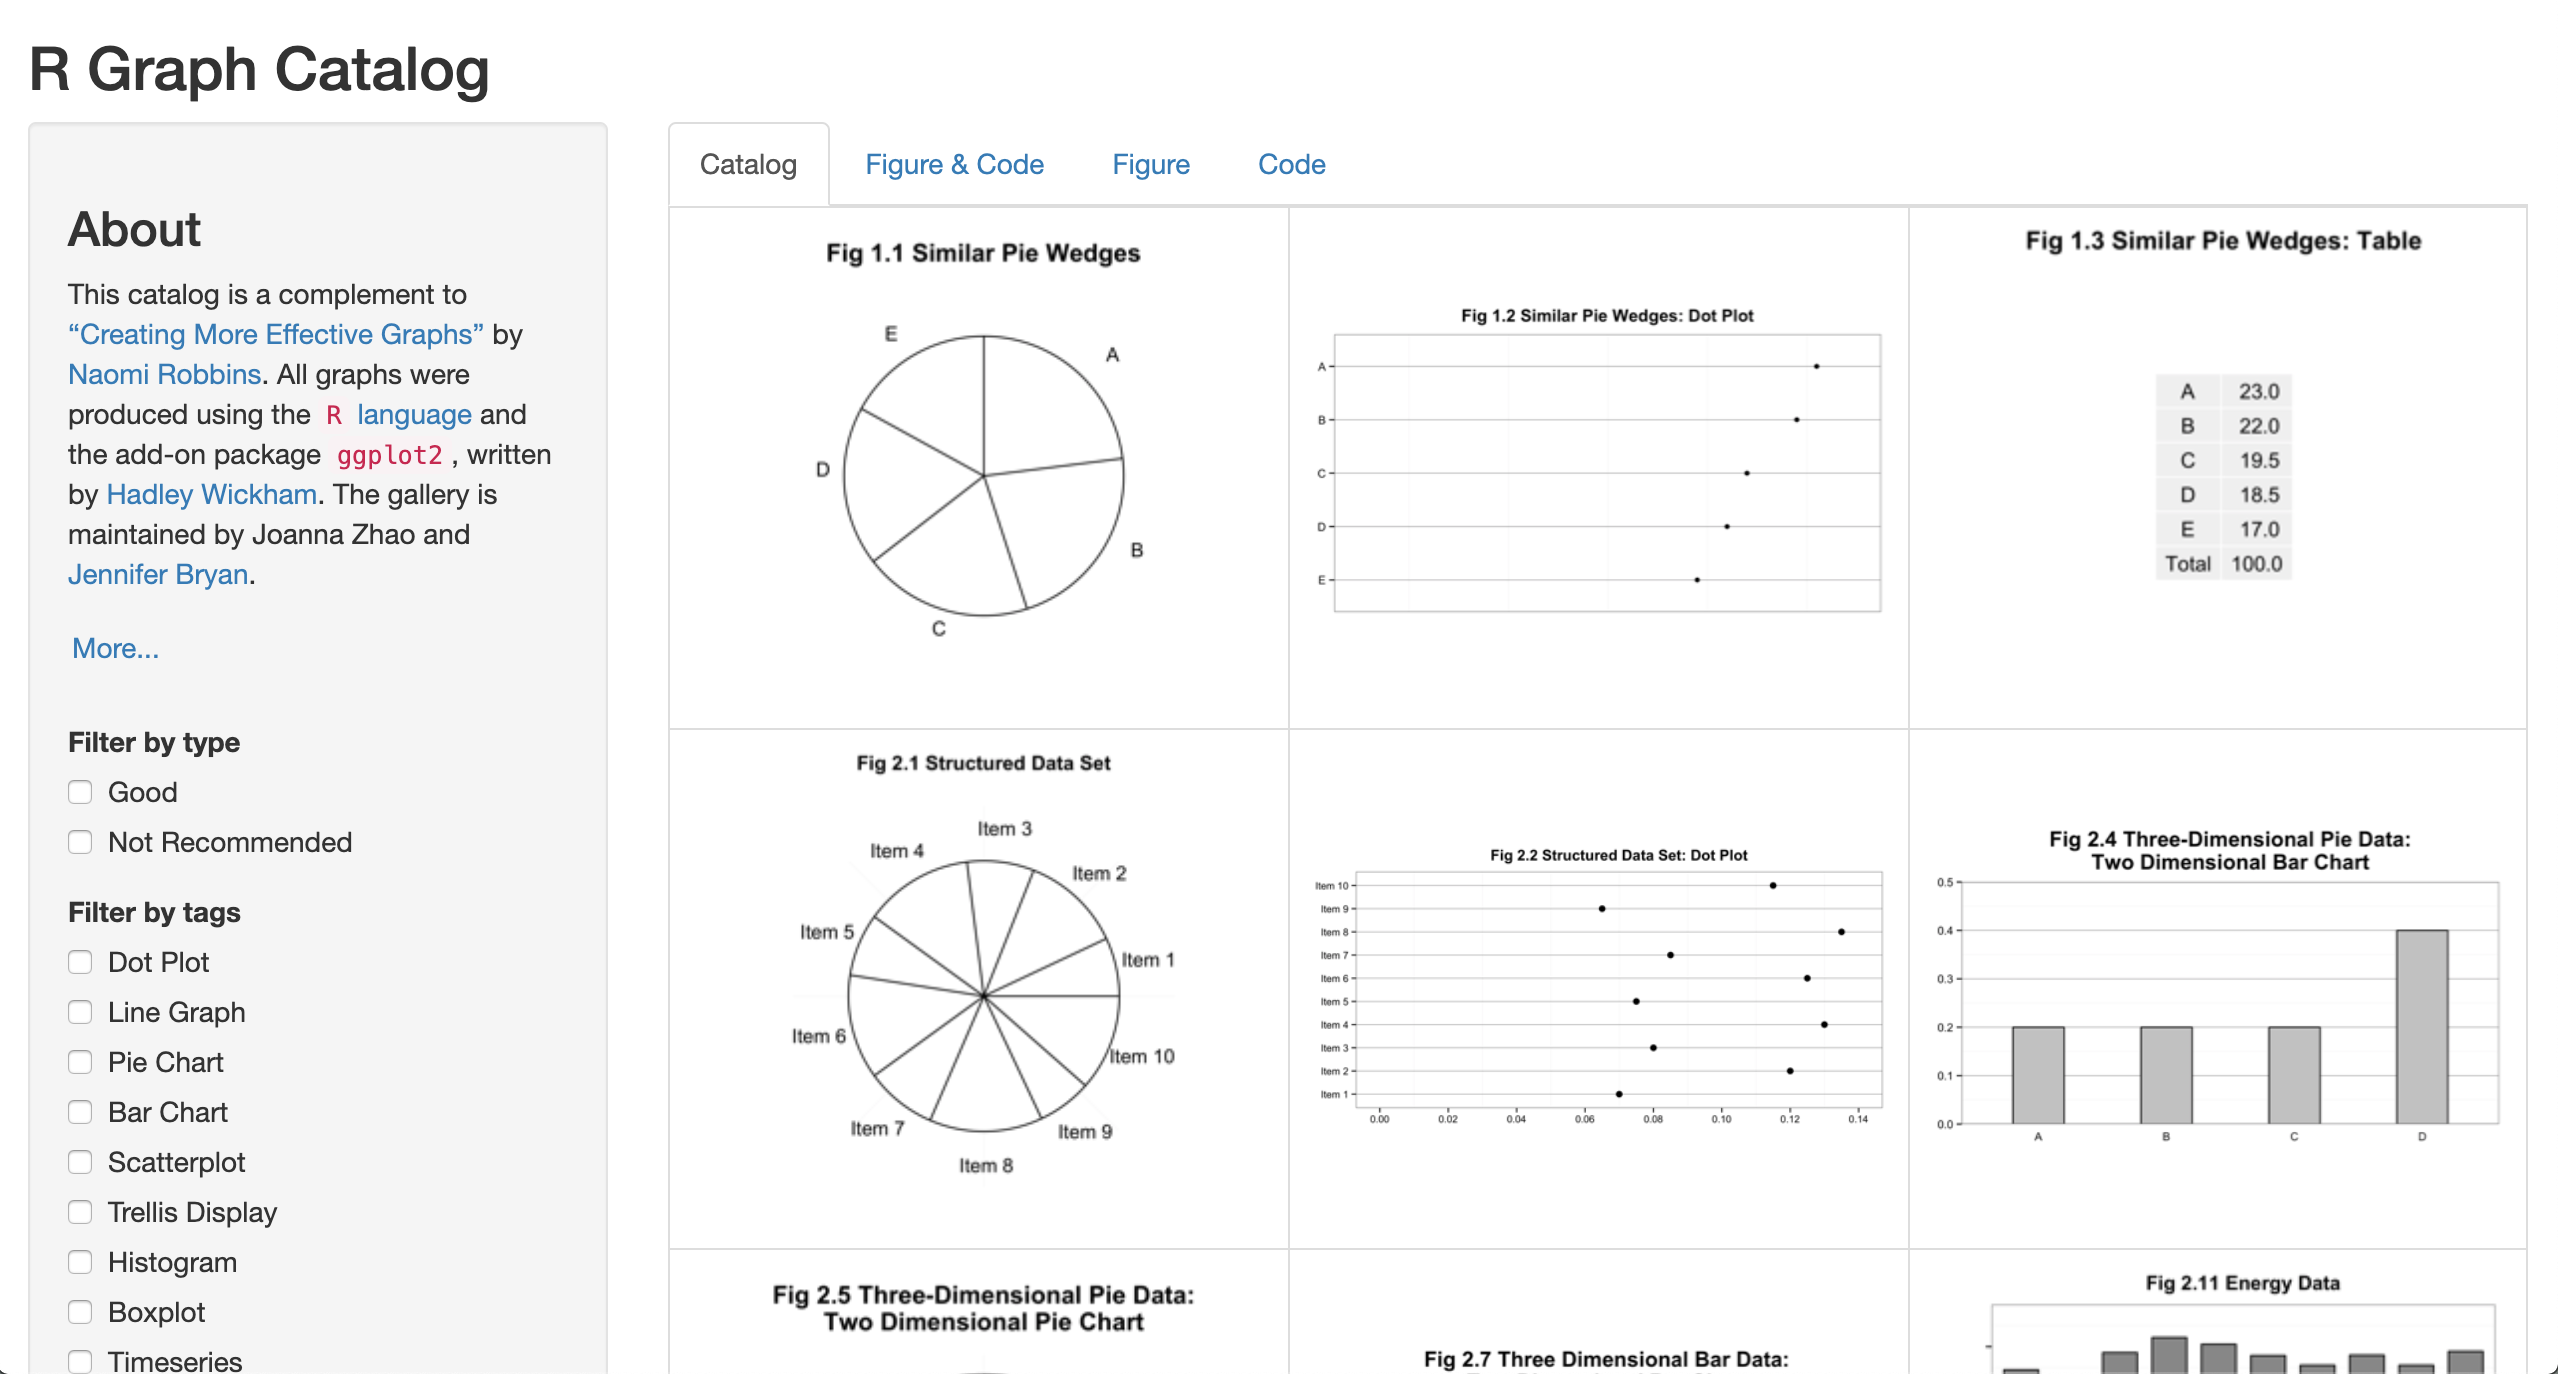 R Graph Catalog
About
This catalog is a complement to
“Creating More Effective Graphs” by
Naomi Robbins. All graphs were
produced using the R language and
the add-on package ggplot2 , written
by Hadley Wickham. The gallery is
maintained by Joanna Zhao and
Jennifer Bryan.
More...
Filter by type
Good
Not Recommended
Filter by tags
Dot Plot
Line Graph
Pie Chart
Bar Chart
Scatterplot
Trellis Display
Histogram
Boxplot
Timeseries
Catalog Figure & Code Figure Code
Fig 1.1 Similar Pie Wedges
E
A
D
B
C
Fig 1.2 Similar Pie Wedges: Dot Plot
A
B
C
D
E
Fig 1.3 Similar Pie Wedges: Table
A 23.0
B 22.0
C 19.5
D 18.5
E 17.0
Total 100.0
Fig 2.1 Structured Data Set
Item 3
Item 4
Item 2
Item 5
Item 1
Item 6
Item 10
Item 7
Item 9
Item 8
Fig 2.2 Structured Data Set: Dot Plot
Item 10
Item 9
Item 8
Item 7
Item 6
Item 5
Item 4
Item 3
Item 2
Item 1
0.00 0.02 0.04 0.06 0.08 0.10 0.12 0.14
Fig 2.4 Three-Dimensional Pie Data:
Two Dimensional Bar Chart
0.5
0.4
0.3
0.2
0.1
0.0
A B C D
Fig 2.5 Three-Dimensional Pie Data:
Two Dimensional Pie Chart
Fig 2.7 Three Dimensional Bar Data:
Fig 2.11 Energy Data